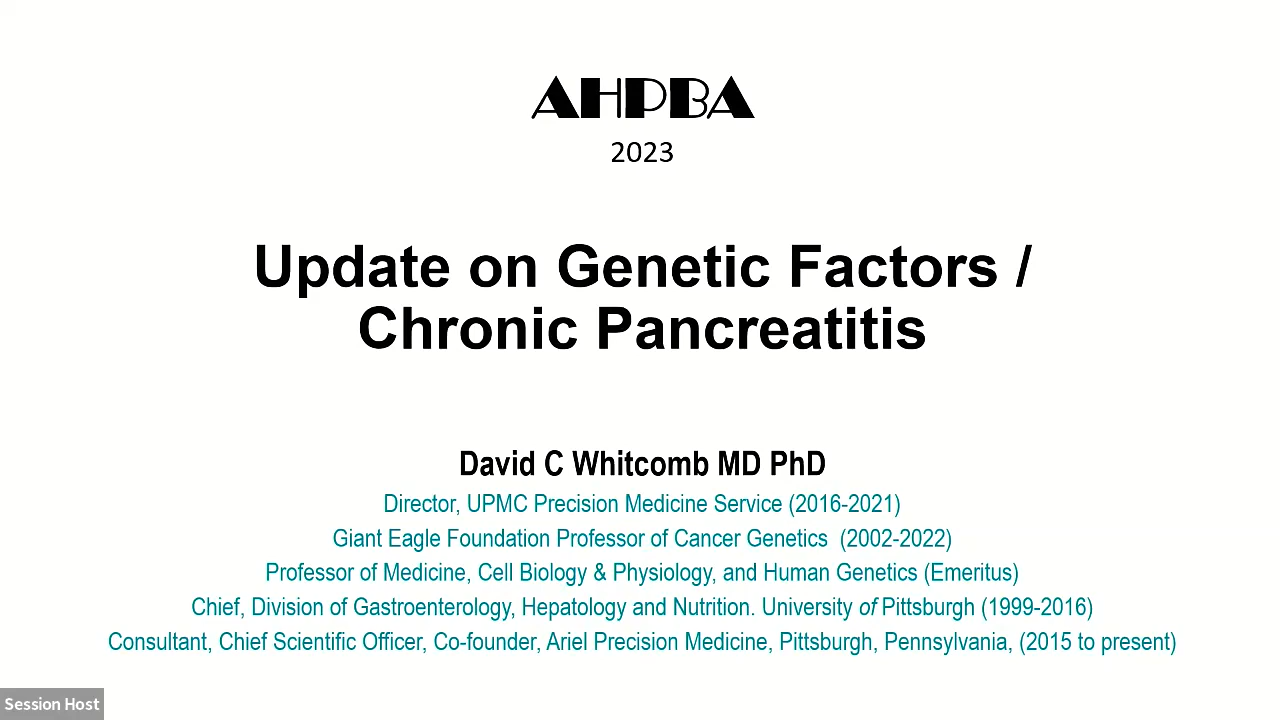 AHPBA
2023
Update on Genetic Factors /
Chronic Pancreatitis
David C Whitcomb MD PhD
Director, UPMC Precision Medicine Service (2016-2021)
Giant Eagle Foundation Professor of Cancer Genetics (2002-2022)
Professor of Medicine, Cell Biology & Physiology, and Human Genetics (Emeritus)
Chief, Division of Gastroenterology, Hepatology and Nutrition. University of Pittsburgh (1999-2016)
Consultant, Chief Scientific Officer, Co-founder, Ariel Precision Medicine, Pittsburgh, Pennsylvania, (2015 to present)
Session Host